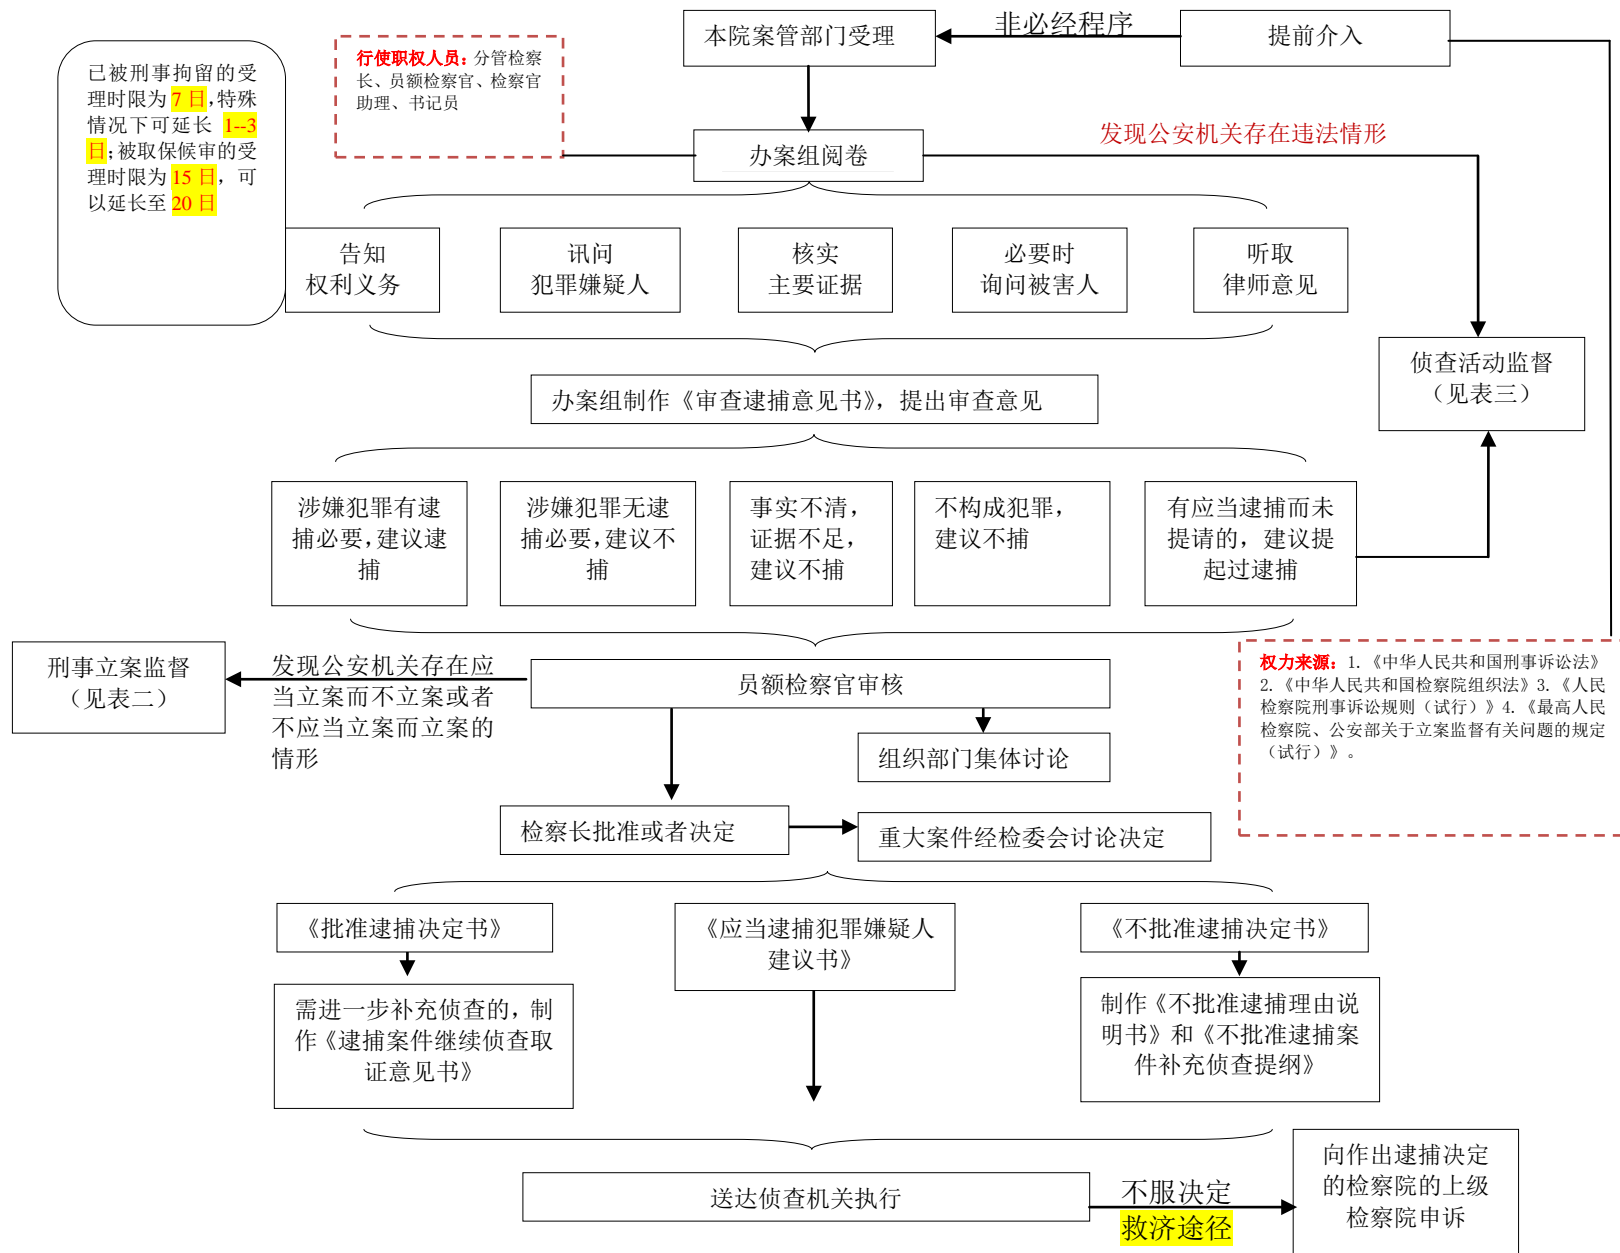 本院案管部门受理
非必经程序
提前介入
已被刑事拘留的受
理时限为 7 日,特殊
情况下可延长 1--3
日;被取保候审的受
理时限为 15 日，可
以延长至 20 日
行使职权人员：分管检察
长、员额检察官、检察官
助理、书记员
办案组阅卷
发现公安机关存在违法情形
告知
权利义务
讯问
犯罪嫌疑人
核实
主要证据
必要时
询问被害人
听取
律师意见
侦查活动监督
（见表三）
办案组制作《审查逮捕意见书》，提出审查意见
涉嫌犯罪有逮
捕必要，建议逮
捕
涉嫌犯罪无逮
捕必要，建议不
捕
事实不清，
证据不足，
建议不捕
不构成犯罪，
建议不捕
有应当逮捕而未
提请的，建议提
起过逮捕
刑事立案监督
（见表二）
发现公安机关存在应
当立案而不立案或者
不应当立案而立案的
情形
员额检察官审核
权力来源：1.《中华人民共和国刑事诉讼法》
2.《中华人民共和国检察院组织法》3.《人民
检察院刑事诉讼规则（试行）》4.《最高人民
检察院、公安部关于立案监督有关问题的规定
（试行）》。
组织部门集体讨论
检察长批准或者决定
重大案件经检委会讨论决定
《批准逮捕决定书》
《应当逮捕犯罪嫌疑人
建议书》
《不批准逮捕决定书》
需进一步补充侦查的，制
作《逮捕案件继续侦查取
证意见书》
制作《不批准逮捕理由说
明书》和《不批准逮捕案
件补充侦查提纲》
送达侦查机关执行
不服决定
救济途径
向作出逮捕决定
的检察院的上级
检察院申诉